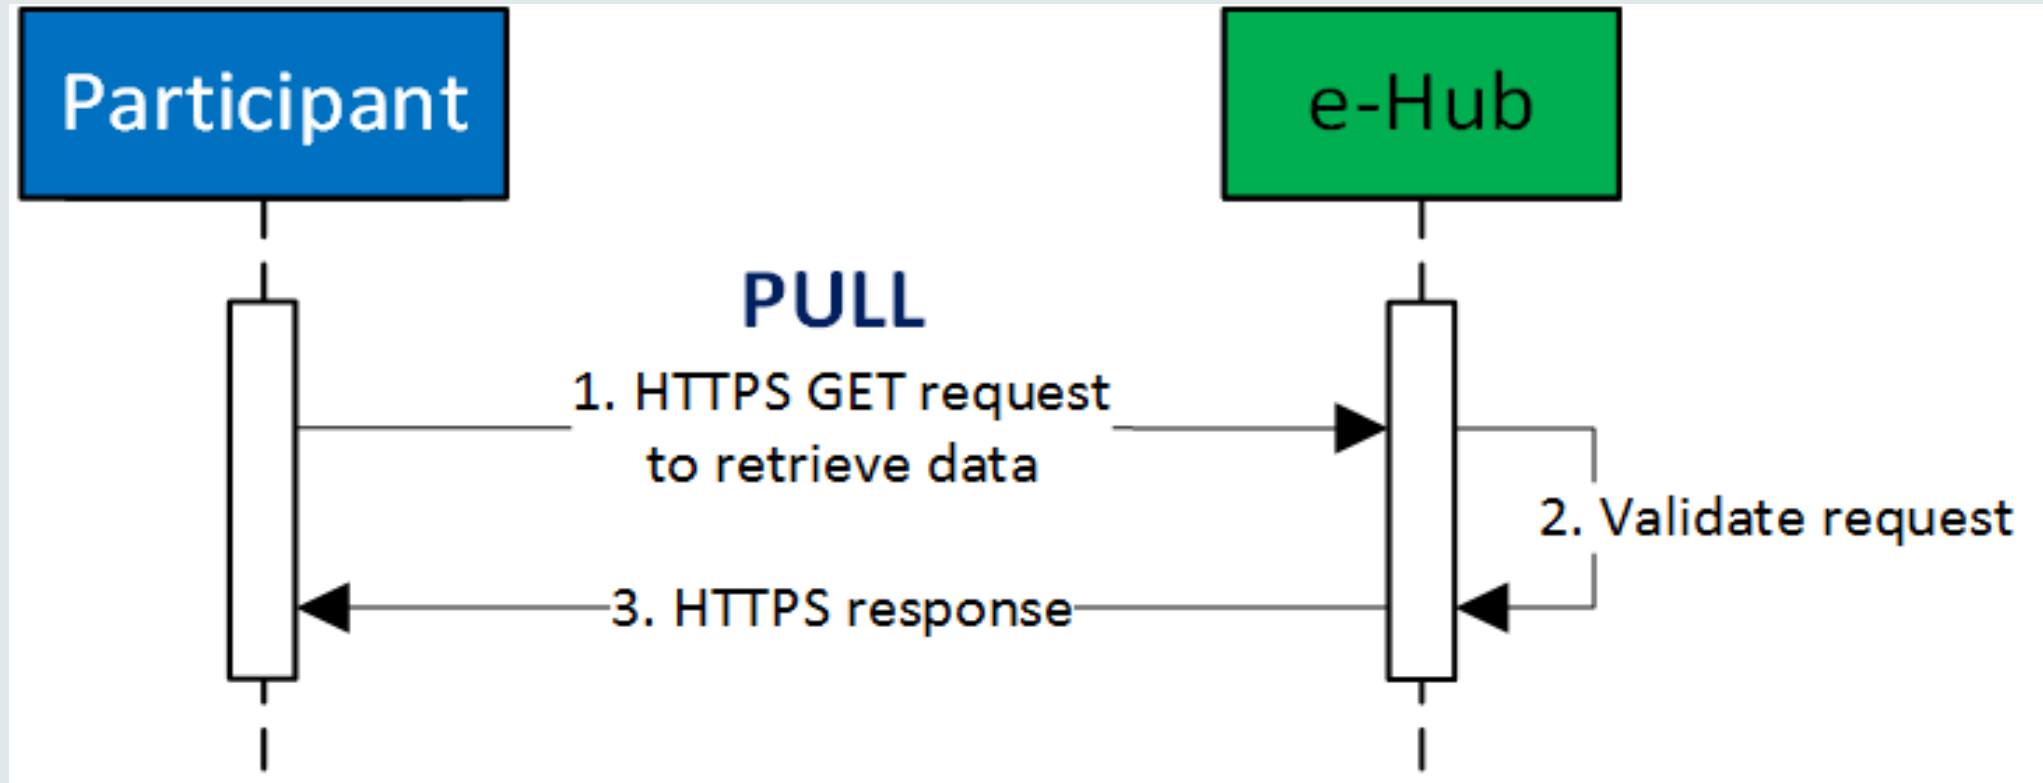 Participant
e-Hub
PULL
1. HTTPS GET request
to retrieve data
2. Validate request
3. HTTPS response